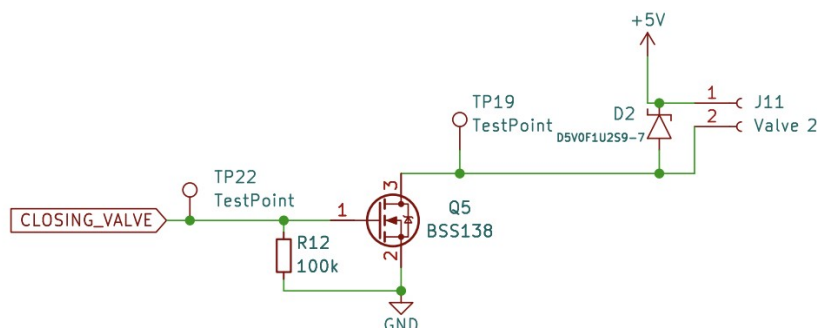 +5V
TP19
TestPoint
D2
D5V0F1U2S9-7
1
2
J11
Valve 2
TP22
TestPoint
3
1
Q5
BSS138
CLOSING_VALVE
R12
100k
2
GND